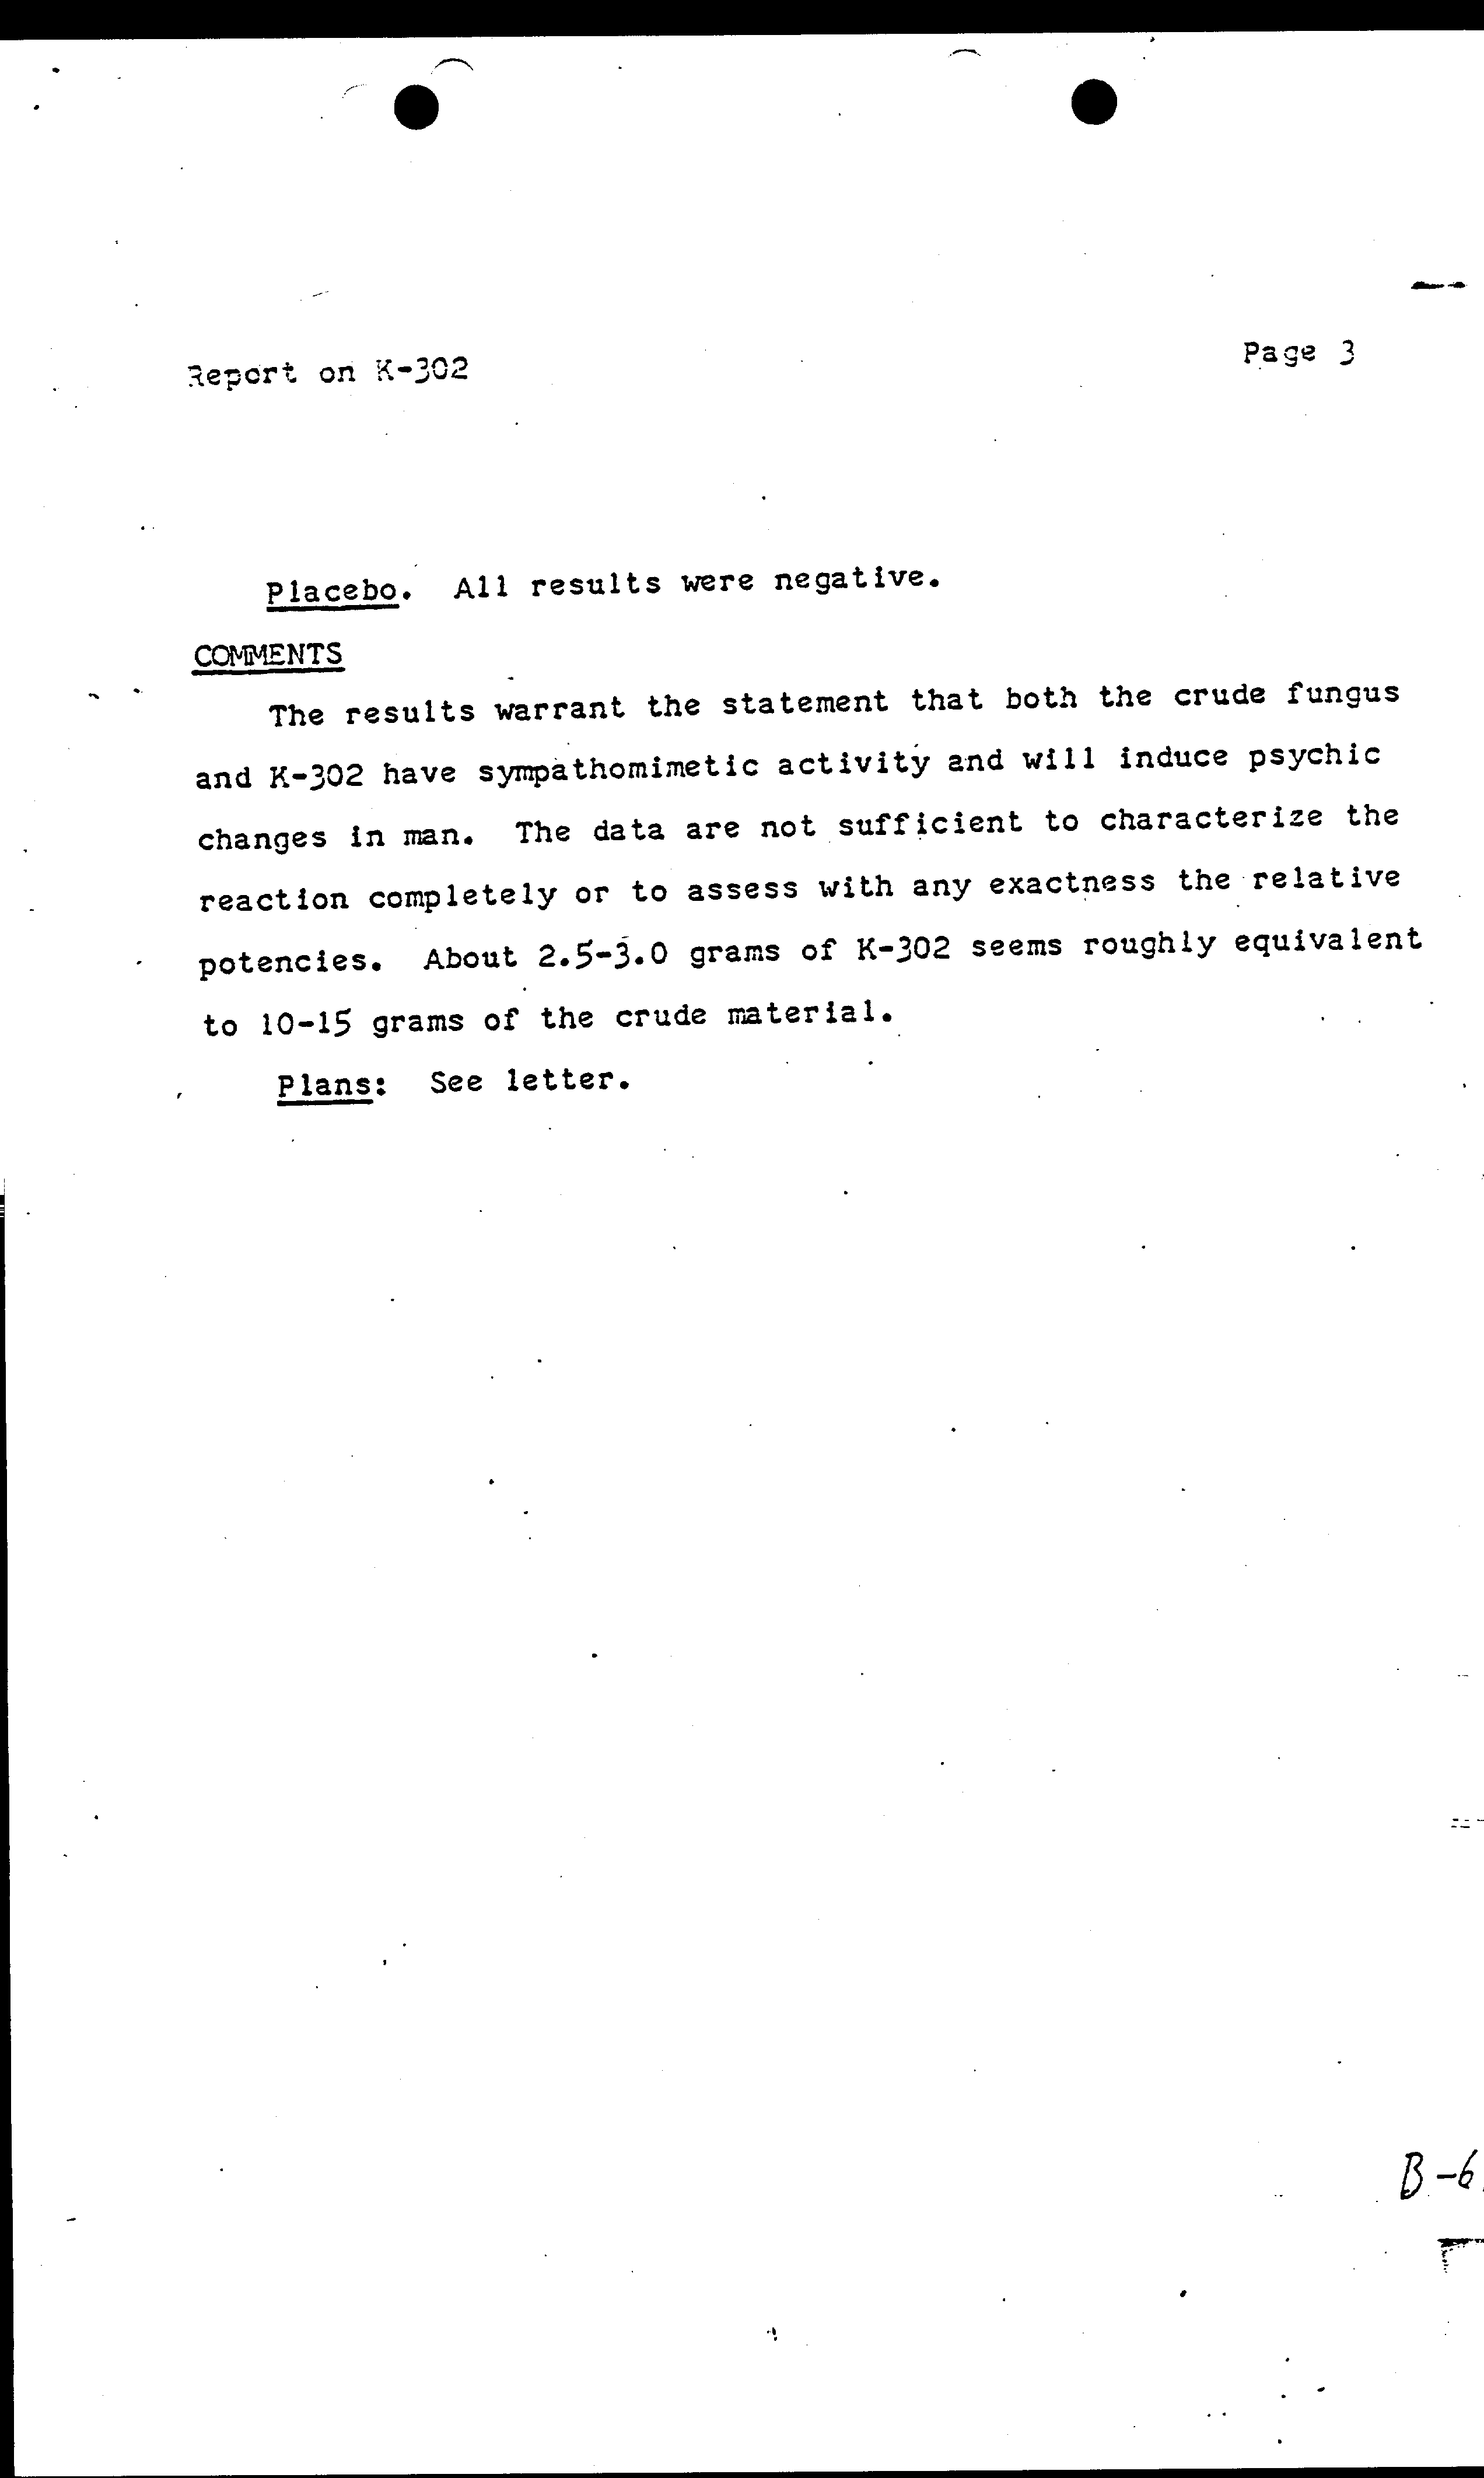 Report on K-302
Page 3
Placebo. All results were negative.
COMMENTS
The results warrant the statement that both the crude fungus
and K-302 have sympathomimetic activity and will induce psychic
changes in man. The data are not sufficient to characterize the
reaction completely or to assess with any exactness the relative
potencies. About 2.5-3.0 grams of K-302 seems roughly equivalent
to 10-15 grams of the crude material.
Plans: See letter.
B-6